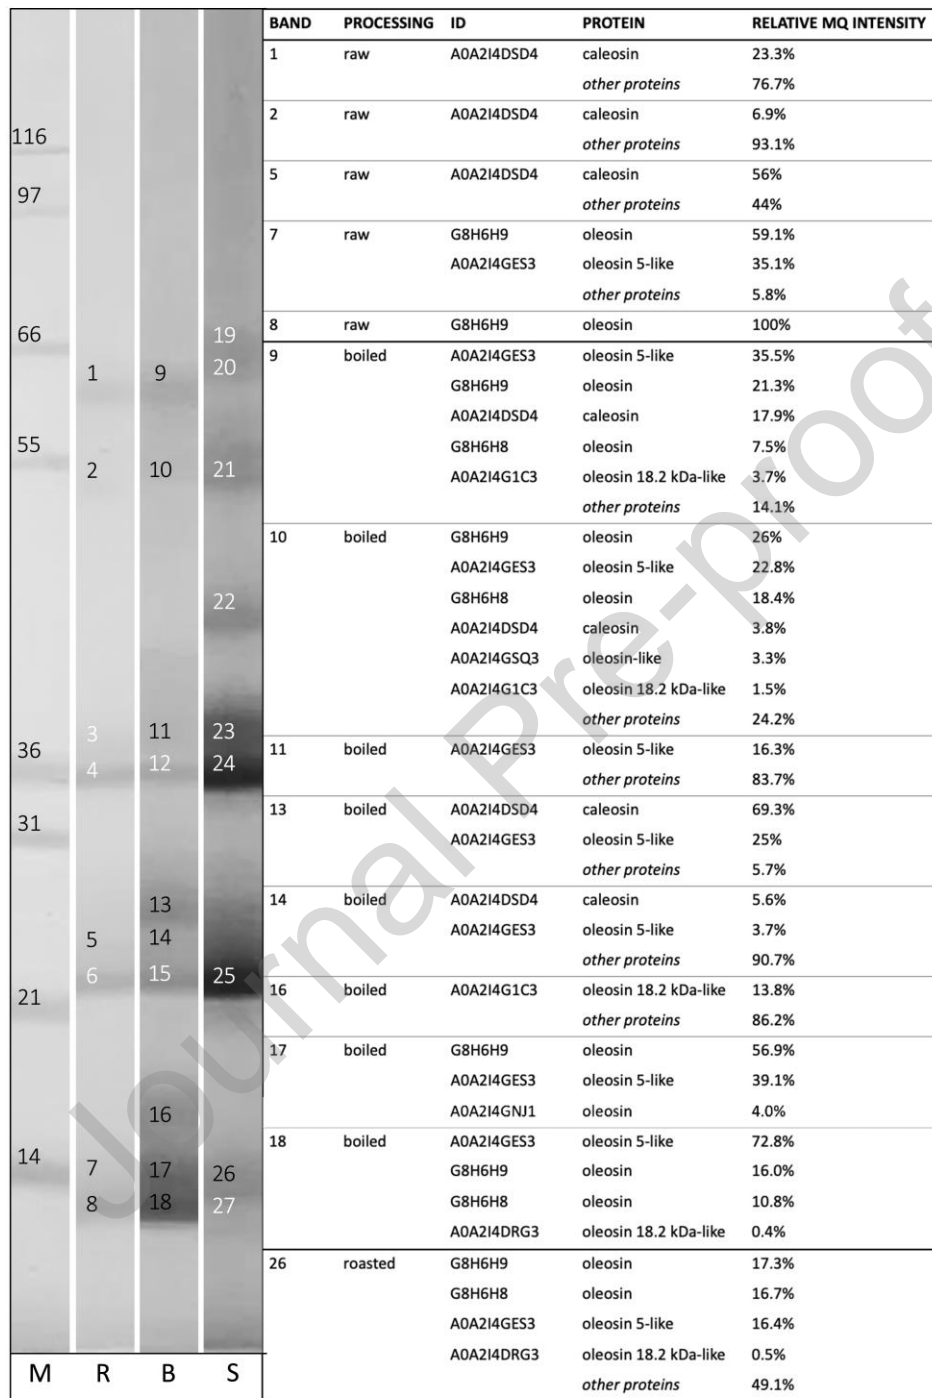 BAND PROCESSING ID PROTEIN RELATIVE MQ INTENSITY
1 raw A0A2I4DSD4 caleosin 23.3%
other proteins 76.7%
2 raw A0A2I4DSD4 caleosin 6.9%
other proteins 93.1%
5 raw A0A2I4DSD4 caleosin 56%
other proteins 44%
7 raw G8H6H9 oleosin 59.1%
A0A2I4GES3 oleosin 5-like 35.1%
other proteins 5.8%
8 raw G8H6H9 oleosin 100%
9 boiled A0A2I4GES3 oleosin 5-like 35.5%
G8H6H9 oleosin 21.3%
A0A2I4DSD4 caleosin 17.9%
G8H6H8 oleosin 7.5%
A0A2I4G1C3 oleosin 18.2 kDa-like 3.7%
other proteins 14.1%
10 boiled G8H6H9 oleosin 26%
A0A2I4GES3 oleosin 5-like 22.8%
G8H6H8 oleosin 18.4%
A0A2I4DSD4 caleosin 3.8%
A0A2I4GSQ3 oleosin-like 3.3%
A0A2I4G1C3 oleosin 18.2 kDa-like 1.5%
other proteins 24.2%
11 boiled A0A2I4GES3 oleosin 5-like 16.3%
other proteins 83.7%
13 boiled A0A2I4DSD4 caleosin 69.3%
A0A2I4GES3 oleosin 5-like 25%
other proteins 5.7%
14 boiled A0A2I4DSD4 caleosin 5.6%
A0A2I4GES3 oleosin 5-like 3.7%
other proteins 90.7%
16 boiled A0A2I4G1C3 oleosin 18.2 kDa-like 13.8%
other proteins 86.2%
17 boiled G8H6H9 oleosin 56.9%
A0A2I4GES3 oleosin 5-like 39.1%
A0A2I4GNJ1 oleosin 4.0%
18 boiled A0A2I4GES3 oleosin 5-like 72.8%
G8H6H9 oleosin 16.0%
G8H6H8 oleosin 10.8%
A0A2I4DRG3 oleosin 18.2 kDa-like 0.4%
26 roasted G8H6H9 oleosin 17.3%
G8H6H8 oleosin 16.7%
A0A2I4GES3 oleosin 5-like 16.4%
A0A2I4DRG3 oleosin 18.2 kDa-like 0.5%
other proteins 49.1%
116
97
66 19
1 9 20
55
2 10 21
22
3 11 23
36
4 12 24
31
13
5 14
6 15 25
21
16
14 7 17 26
8 18 27
M R B S
Journal Pre-proof